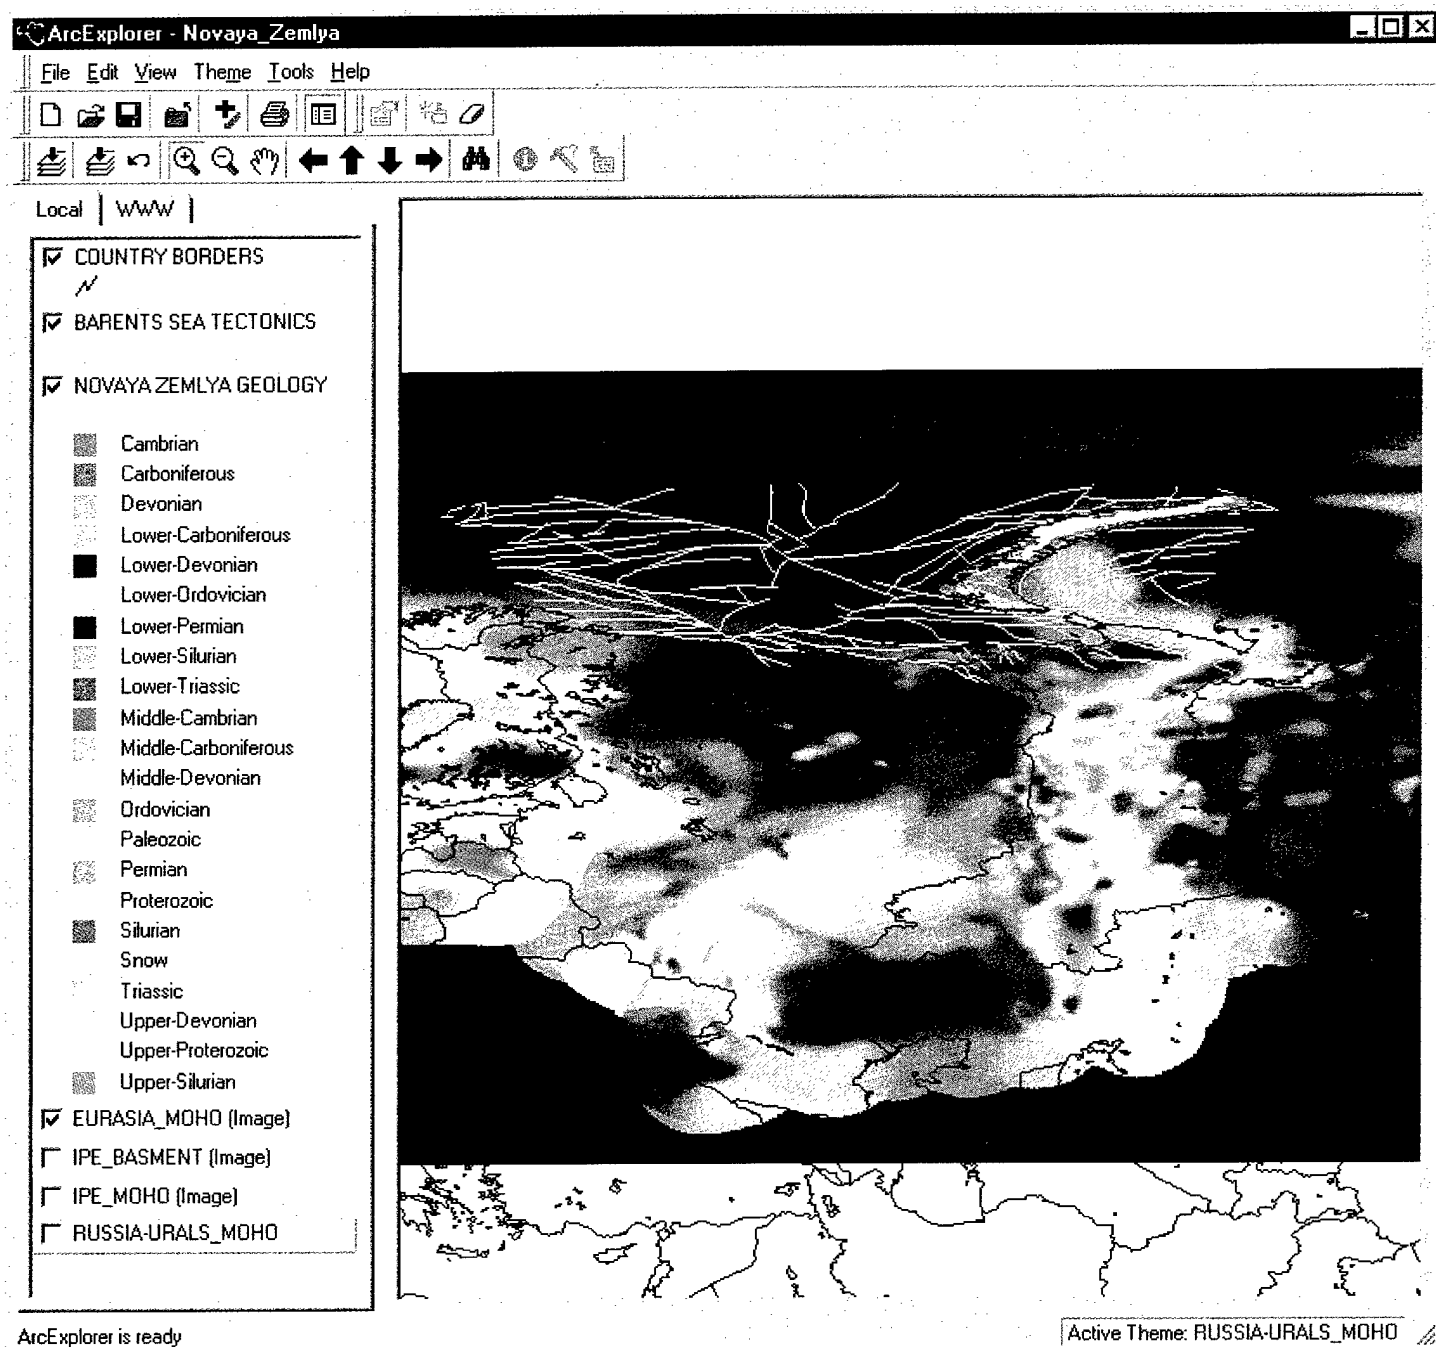 ArcExplorer - Novaya_Zemlya
File Edit View Theme Tools Help
Local WWW
COUNTRY BORDERS
BARENTS SEA TECTONICS
NOVAYA ZEMLYA GEOLOGY
Cambrian
Carboniferous
Devonian
Lower-Carboniferous
Lower-Devonian
Lower-Ordovician
Lower-Permian
Lower-Silurian
Lower-Triassic
Middle-Cambrian
Middle-Carboniferous
Middle-Devonian
Ordovician
Paleozoic
Permian
Proterozoic
Silurian
Snow
Triassic
Upper-Devonian
Upper-Proterozoic
Upper-Silurian
EURASIA_MOHO (Image)
IPE_BASMENT (Image)
IPE_MOHO (Image)
RUSSIA-URALS_MOHO
ArcExplorer is ready
Active Theme: RUSSIA-URALS_MOHO